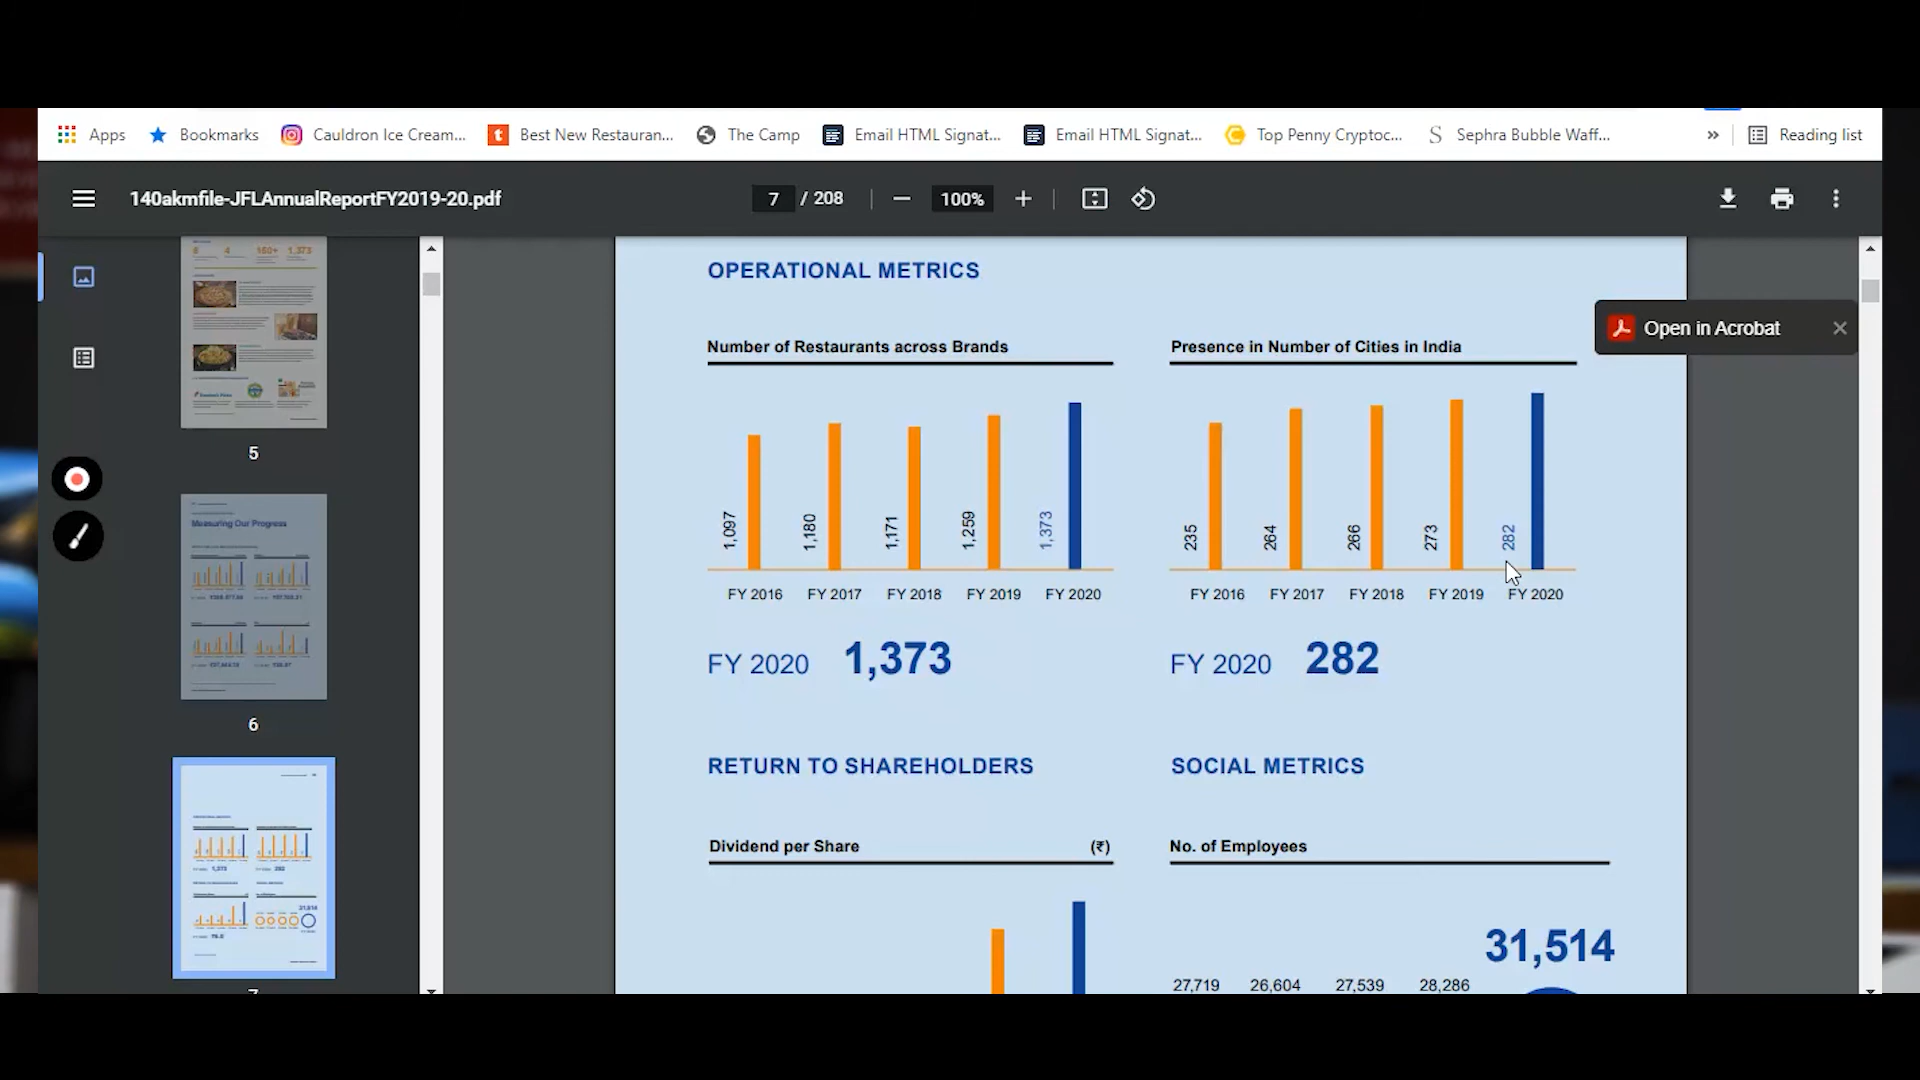 Apps
Bookmarks
Cauldron Ice Cream...
Best New Restauran...
The Camp
Email HTML Signat...
Email HTML Signat...
Top Penny Cryptoc...
Sephra Bubble Waff...
»
Reading list
140akmfile-JFLAnnualReportFY2019-20.pdf
7 / 208
100%
5
Measuring Our Progress
6
OPERATIONAL METRICS
Open in Acrobat
Number of Restaurants across Brands
1,097
1,180
1,171
1,259
1,373
FY 2016
FY 2017
FY 2018
FY 2019
FY 2020
FY 2020 1,373
Presence in Number of Cities in India
235
264
266
273
282
FY 2016
FY 2017
FY 2018
FY 2019
FY 2020
FY 2020 282
RETURN TO SHAREHOLDERS
Dividend per Share (₹)
SOCIAL METRICS
No. of Employees
31,514
27,719
26,604
27,539
28,286